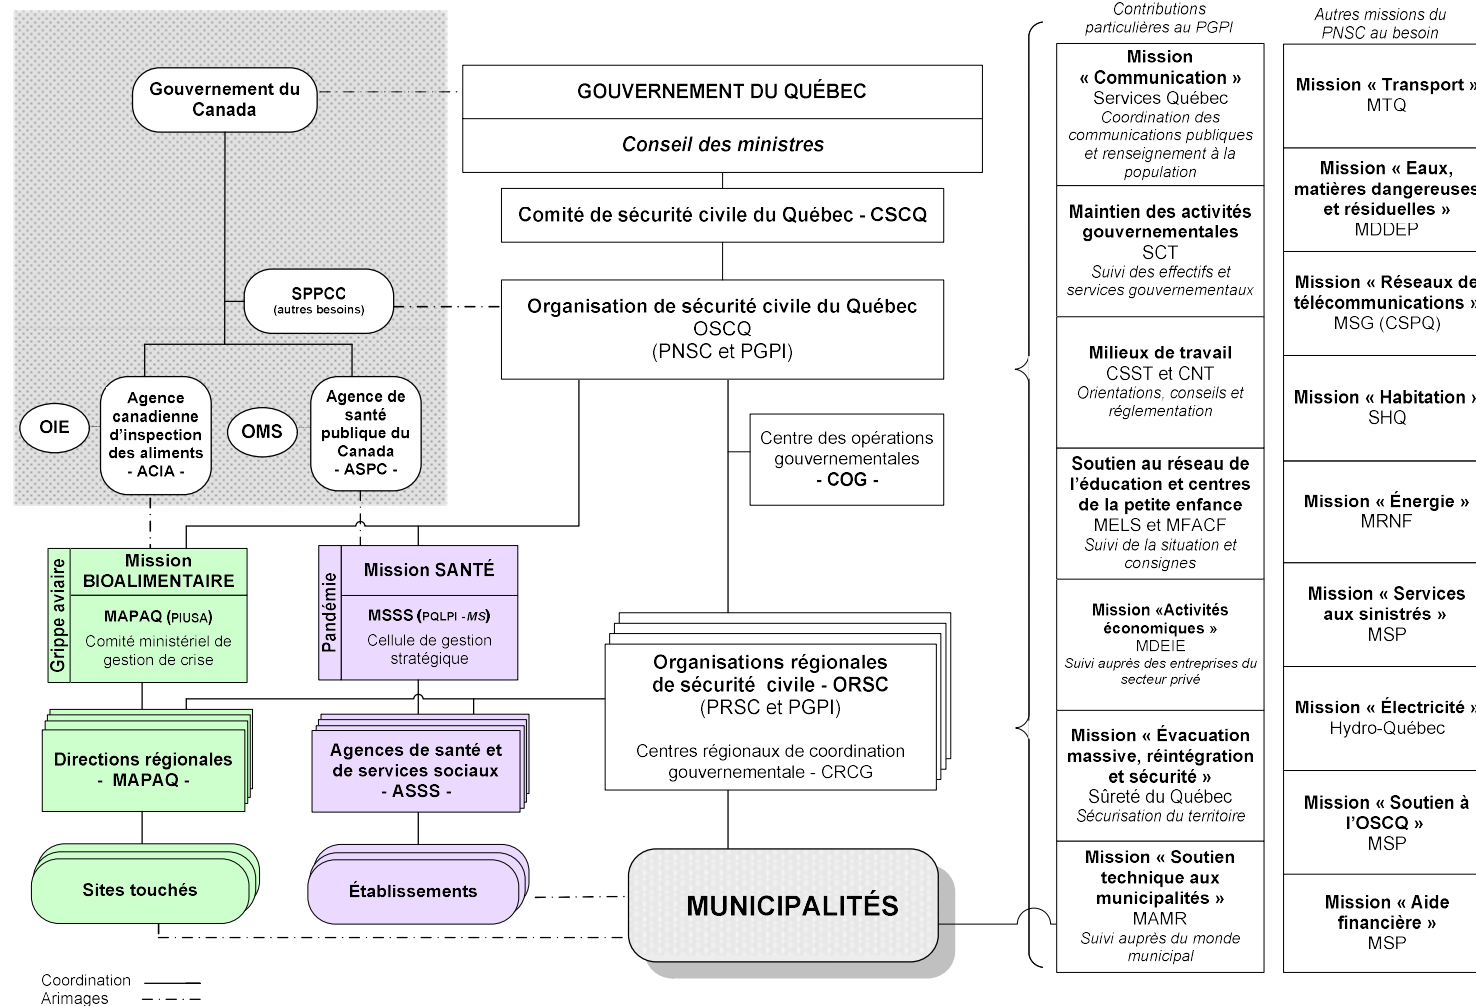 Gouvernement du
Canada
SPPCC
(autres besoins)
OIE
Agence
canadienne
d'inspection
des aliments
- ACIA -
OMS
Agence de
santé
publique du
Canada
- ASPC -
GOUVERNEMENT DU QUÉBEC
Conseil des ministres
Comité de sécurité civile du Québec - CSCQ
Organisation de sécurité civile du Québec
OSCQ
(PNSC et PGPI)
Centre des opérations
gouvernementales
- COG -
Grippe aviaire
Mission
BIOALIMENTAIRE
MAPAQ (PIUSA)
Comité ministériel de
gestion de crise
Pandémie
Mission SANTÉ
MSSS (PQLPI -MS)
Cellule de gestion
stratégique
Organisations régionales
de sécurité civile - ORSC
(PRSC et PGPI)
Centres régionaux de coordination
gouvernementale - CRCG
Directions régionales
- MAPAQ -
Agences de santé et
de services sociaux
- ASSS -
Sites touchés
Établissements
MUNICIPALITÉS
Coordination
Arimages
Contributions
particulières au PGPI
Mission
« Communication »
Services Québec
Coordination des
communications publiques
et renseignement à la
population
Maintien des activités
gouvernementales
SCT
Suivi des effectifs et
services gouvernementaux
Milieux de travail
CSST et CNT
Orientations, conseils et
réglementation
Soutien au réseau de
l'éducation et centres
de la petite enfance
MELS et MFACF
Suivi de la situation et
consignes
Mission «Activités
économiques »
MDEIE
Suivi auprès des entreprises du
secteur privé
Mission « Évacuation
massive, réintégration
et sécurité »
Sûreté du Québec
Sécurisation du territoire
Mission « Soutien
technique aux
municipalités »
MAMR
Suivi auprès du monde
municipal
Autres missions du
PNSC au besoin
Mission « Transport »
MTQ
Mission « Eaux,
matières dangereuses
et résiduelles »
MDDEP
Mission « Réseaux de
télécommunications »
MSG (CSPQ)
Mission « Habitation »
SHQ
Mission « Énergie »
MRNF
Mission « Services
aux sinistrés »
MSP
Mission « Électricité »
Hydro-Québec
Mission « Soutien à
l'OSCQ »
MSP
Mission « Aide
financière »
MSP